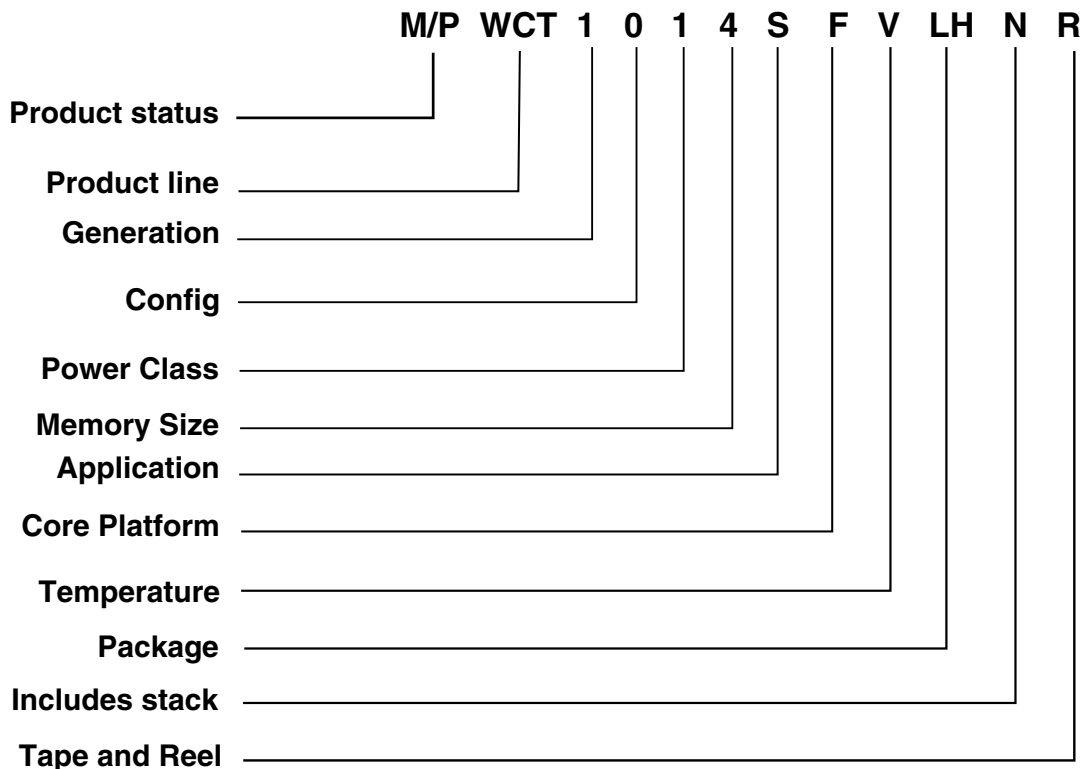 M/P WCT 1 0 1 4 S F V LH N R
Product status
Product line
Generation
Config
Power Class
Memory Size
Application
Core Platform
Temperature
Package
Includes stack
Tape and Reel